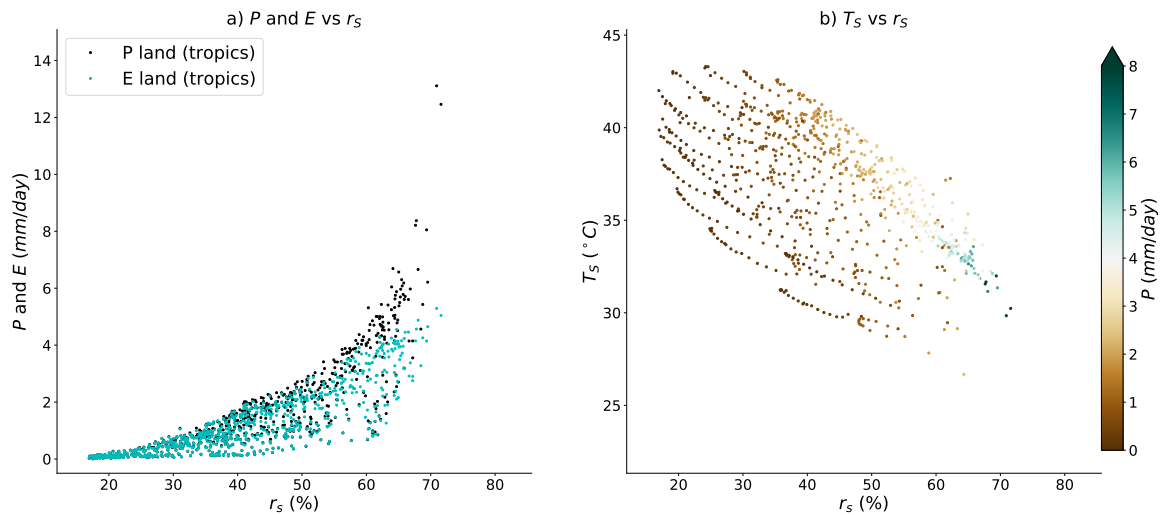 a) P and E vs r_S
P land (tropics)
E land (tropics)
14
12
10
8
6
4
2
0
P and E (mm/day)
20 30 40 50 60 70 80
r_s (%)
b) T_S vs r_S
45
40
35
30
25
T_S (°C)
20 30 40 50 60 70 80
r_s (%)
8
7
6
5
4
3
2
1
0
P (mm/day)